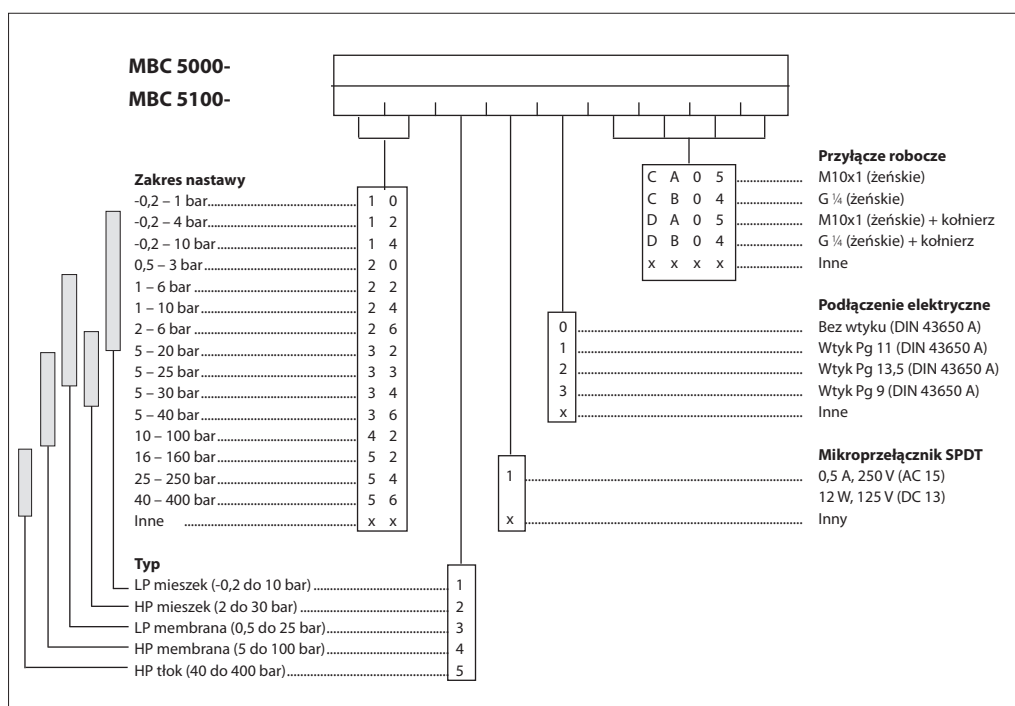 MBC 5000-
MBC 5100-
Zakres nastawy
-0,2 – 1 bar 1 0
-0,2 – 4 bar 1 2
-0,2 – 10 bar 1 4
0,5 – 3 bar 2 0
1 – 6 bar 2 2
1 – 10 bar 2 4
2 – 6 bar 2 6
5 – 20 bar 3 2
5 – 25 bar 3 3
5 – 30 bar 3 4
5 – 40 bar 3 6
10 – 100 bar 4 2
16 – 160 bar 5 2
25 – 250 bar 5 4
40 – 400 bar 5 6
Inne x x
Typ
LP mieszek (-0,2 do 10 bar) 1
HP mieszek (2 do 30 bar) 2
LP membrana (0,5 do 25 bar) 3
HP membrana (5 do 100 bar) 4
HP tłok (40 do 400 bar) 5
Przyłącze robocze
C A 0 5 M10x1 (żeńskie)
C B 0 4 G ¼ (żeńskie)
D A 0 5 M10x1 (żeńskie) + kołnierz
D B 0 4 G ¼ (żeńskie) + kołnierz
x x x x Inne
Podłączenie elektryczne
0 Bez wtyku (DIN 43650 A)
1 Wtyk Pg 11 (DIN 43650 A)
2 Wtyk Pg 13,5 (DIN 43650 A)
3 Wtyk Pg 9 (DIN 43650 A)
x Inne
Mikroprzełącznik SPDT
1 0,5 A, 250 V (AC 15)
12 W, 125 V (DC 13)
x Inny